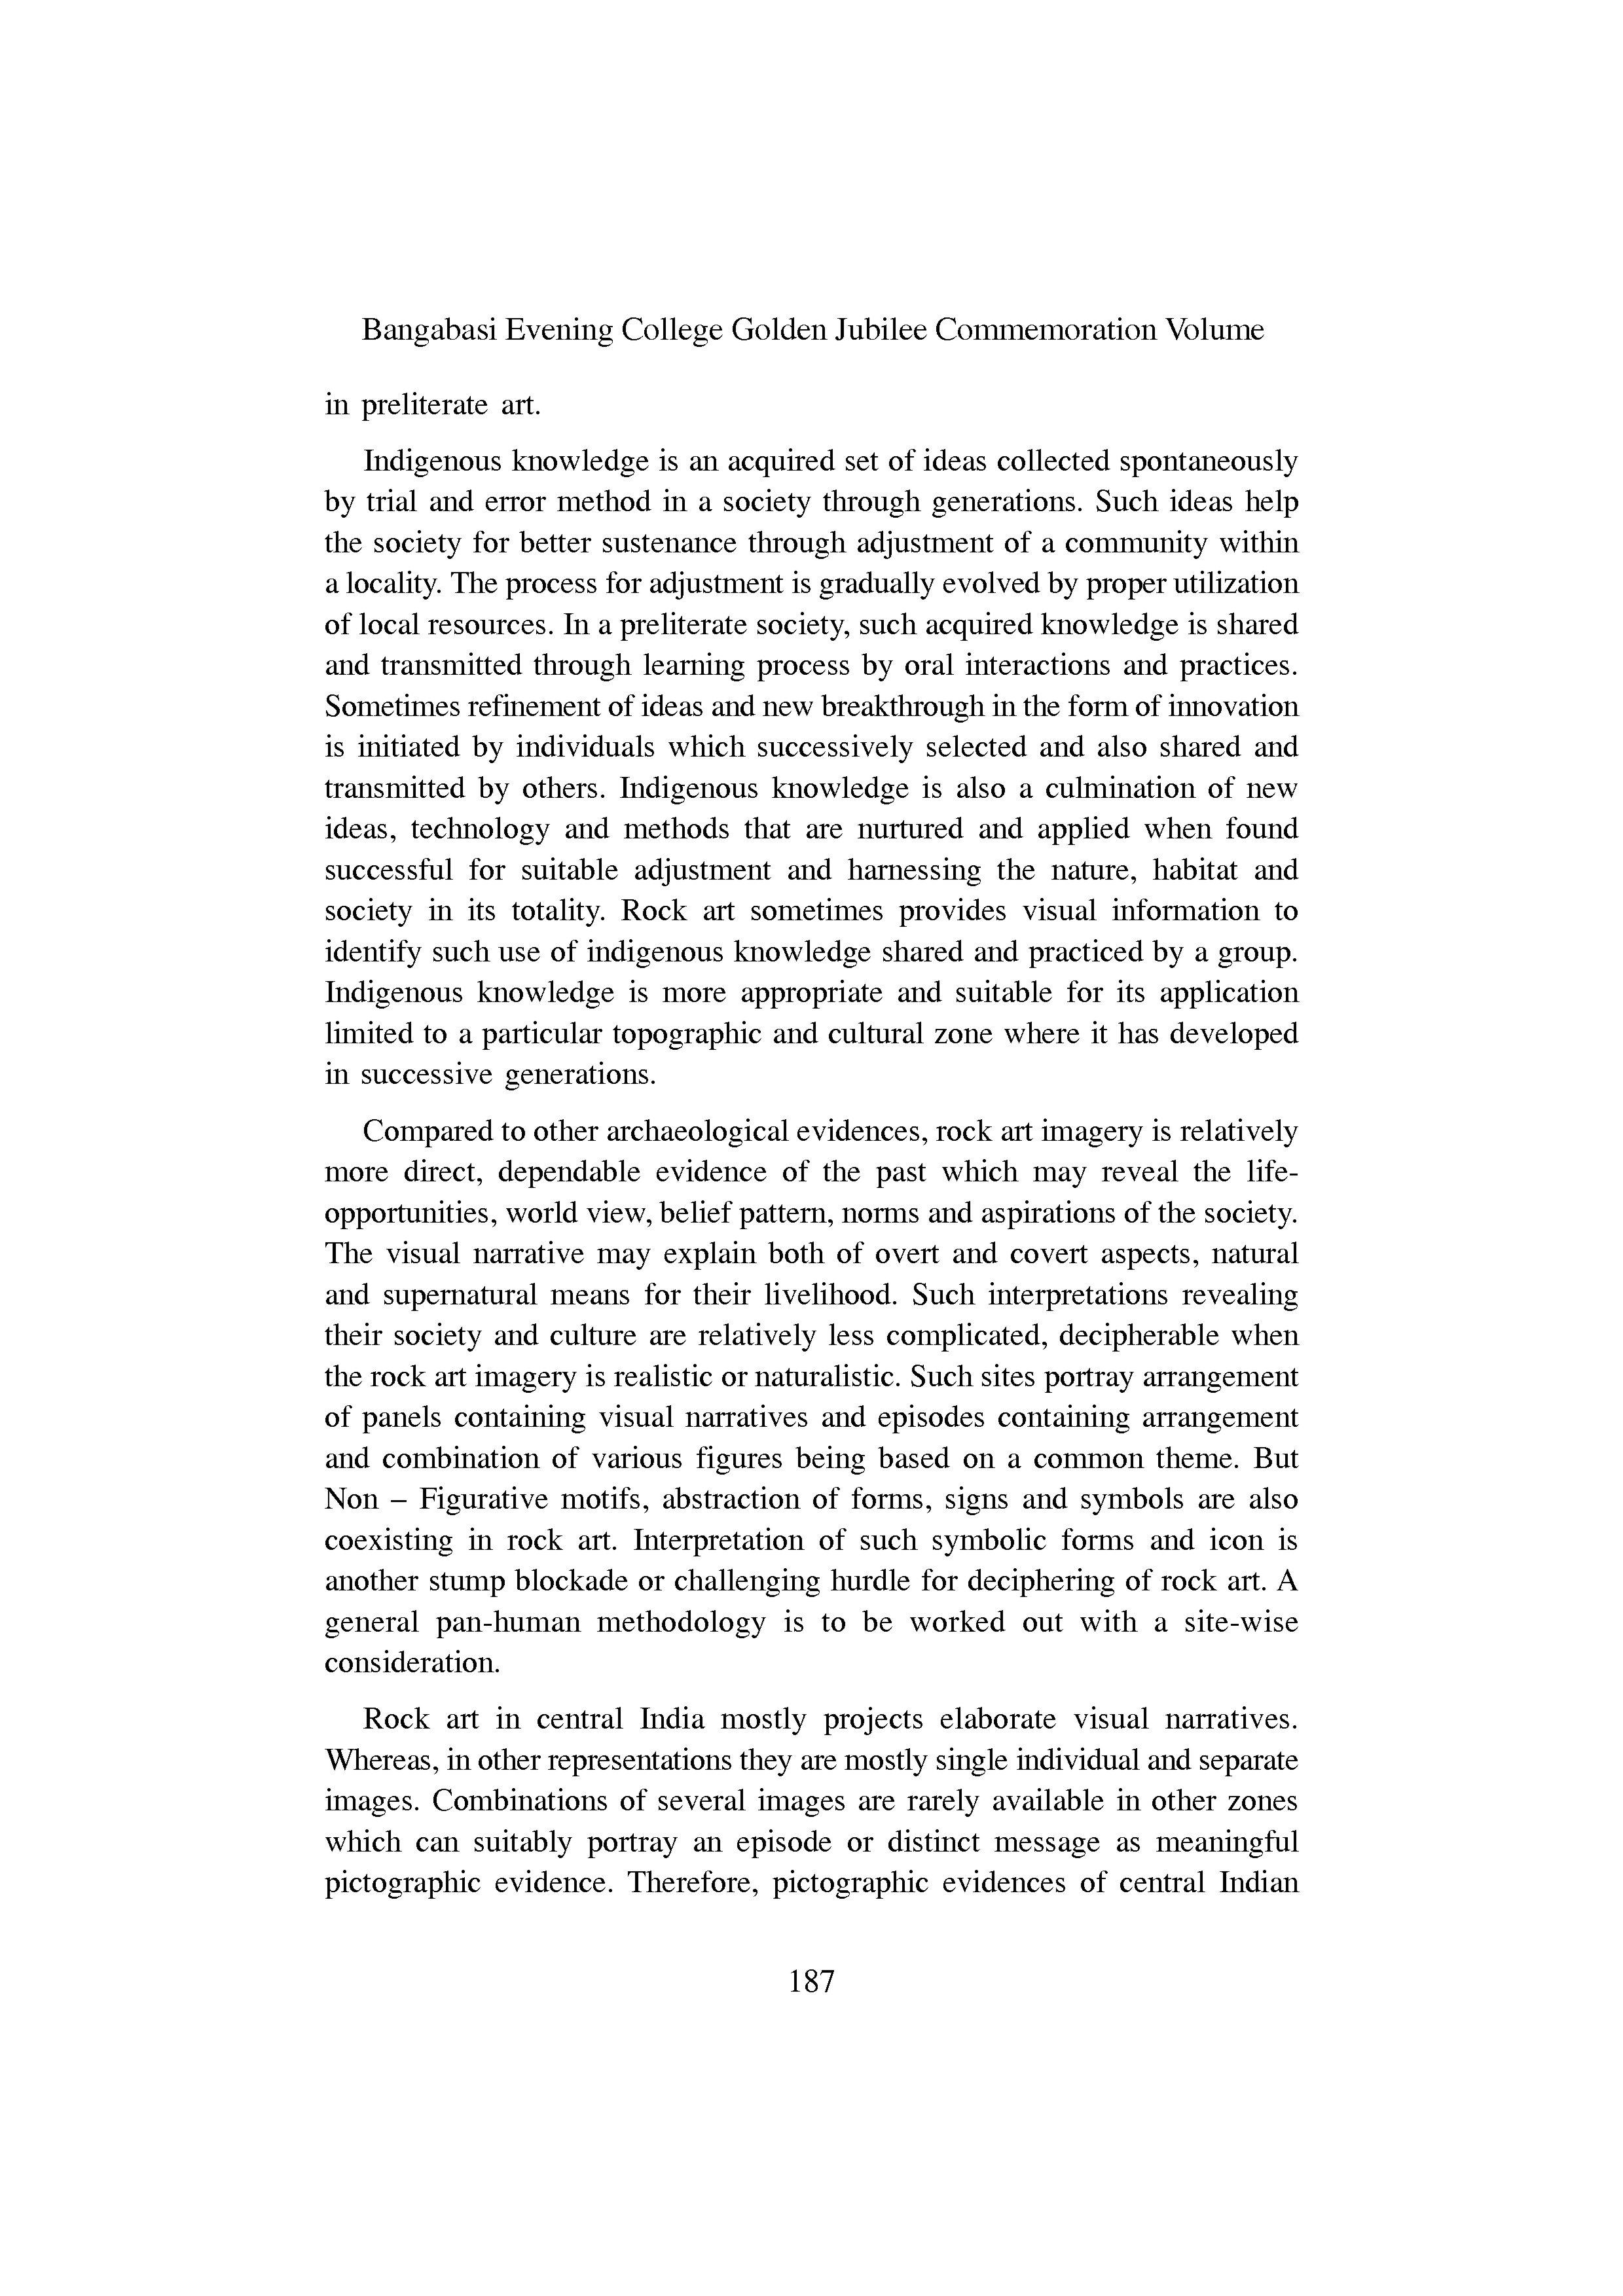 Bangabasi Evening College Golden Jubilee Commemoration Volume
in preliterate art.
Indigenous knowledge is an acquired set of ideas collected spontaneously
by trial and error method in a society through generations. Such ideas help
the society for better sustenance through adjustment of a community within
a locality. The process for adjustment is gradually evolved by proper utilization
of local resources. In a preliterate society, such acquired knowledge is shared
and transmitted through learning process by oral interactions and practices.
Sometimes refinement of ideas and new breakthrough in the form of innovation
is initiated by individuals which successively selected and also shared and
transmitted by others. Indigenous knowledge is also a culmination of new
ideas, technology and methods that are nurtured and applied when found
successful for suitable adjustment and harnessing the nature, habitat and
society in its totality. Rock art sometimes provides visual information to
identify such use of indigenous knowledge shared and practiced by a group.
Indigenous knowledge is more appropriate and suitable for its application
limited to a particular topographic and cultural zone where it has developed
in successive generations.
Compared to other archaeological evidences, rock art imagery is relatively
more direct, dependable evidence of the past which may reveal the life-
opportunities, world view, belief pattern, norms and aspirations of the society.
The visual narrative may explain both of overt and covert aspects, natural
and supernatural means for their livelihood. Such interpretations revealing
their society and culture are relatively less complicated, decipherable when
the rock art imagery is realistic or naturalistic. Such sites portray arrangement
of panels containing visual narratives and episodes containing arrangement
and combination of various figures being based on a common theme. But
Non – Figurative motifs, abstraction of forms, signs and symbols are also
coexisting in rock art. Interpretation of such symbolic forms and icon is
another stump blockade or challenging hurdle for deciphering of rock art. A
general pan-human methodology is to be worked out with a site-wise
consideration.
Rock art in central India mostly projects elaborate visual narratives.
Whereas, in other representations they are mostly single individual and separate
images. Combinations of several images are rarely available in other zones
which can suitably portray an episode or distinct message as meaningful
pictographic evidence. Therefore, pictographic evidences of central Indian
187